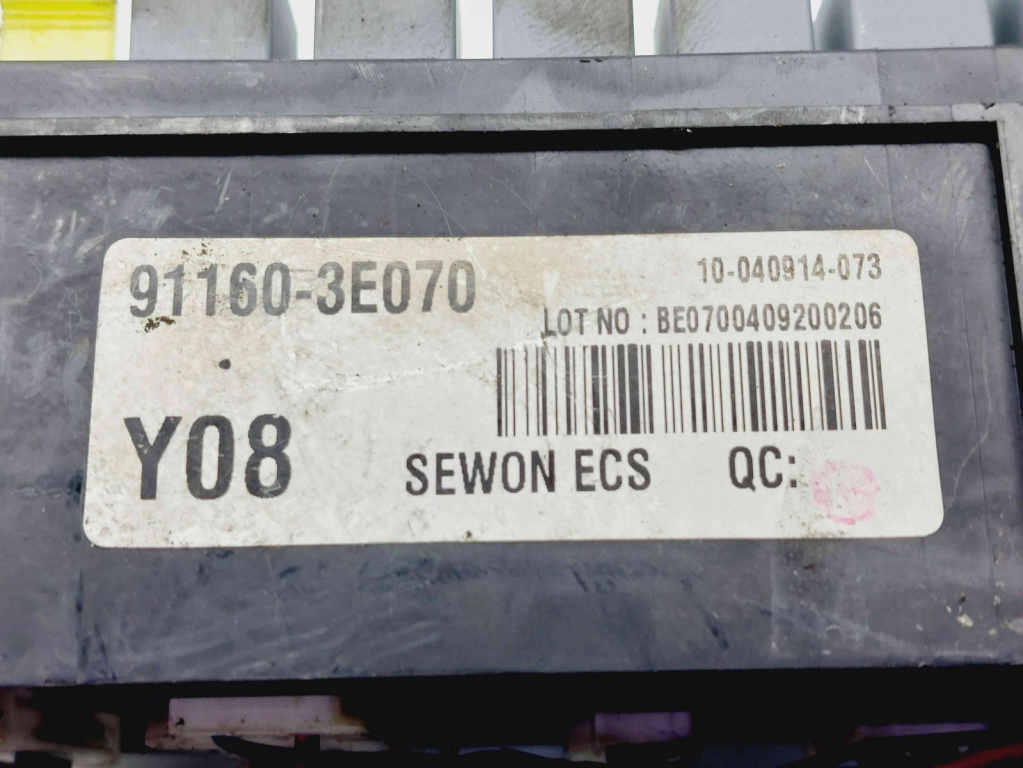 91160-3E070
10-040914-073
LOT NO : BE0700409200206
Y08
SEWON ECS
QC: